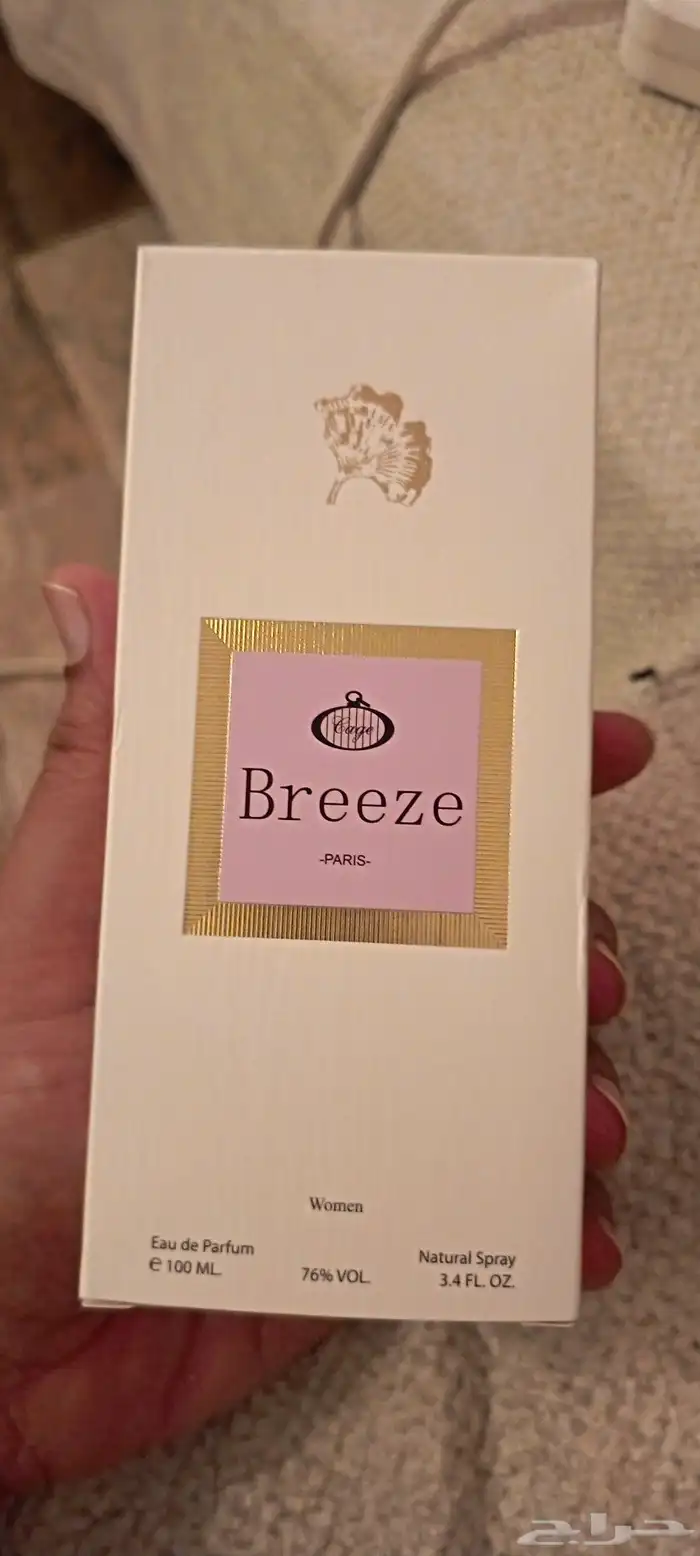 Cage
Breeze
-PARIS-
Women
Eau de Parfum
e 100 ML.
76% VOL.
Natural Spray
3.4 FL. OZ.
حراج